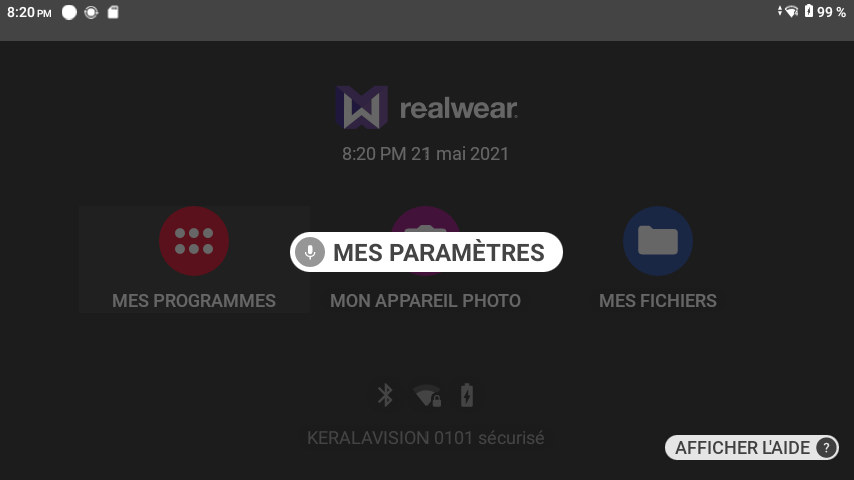 8:20 PM 99 %
realwear
8:20 PM 21 mai 2021
MES PARAMÈTRES
MES PROGRAMMES MON APPAREIL PHOTO MES FICHIERS
KERALAVISION 0101 sécurisé
AFFICHER L'AIDE ?